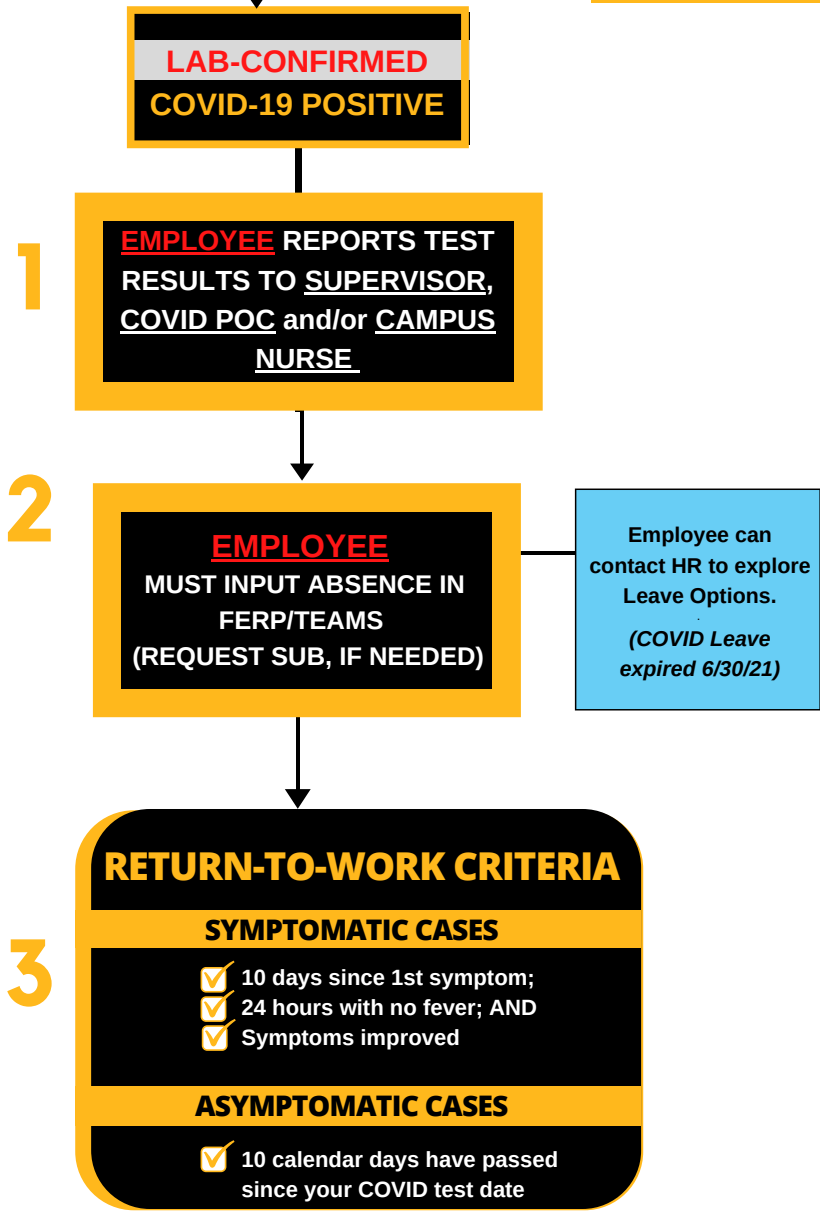 LAB-CONFIRMED
COVID-19 POSITIVE
1
EMPLOYEE REPORTS TEST
RESULTS TO SUPERVISOR,
COVID POC and/or CAMPUS
NURSE
2
EMPLOYEE
MUST INPUT ABSENCE IN
FERP/TEAMS
(REQUEST SUB, IF NEEDED)
Employee can
contact HR to explore
Leave Options.
.
(COVID Leave
expired 6/30/21)
3
RETURN-TO-WORK CRITERIA
SYMPTOMATIC CASES
10 days since 1st symptom;
24 hours with no fever; AND
Symptoms improved
ASYMPTOMATIC CASES
10 calendar days have passed
since your COVID test date